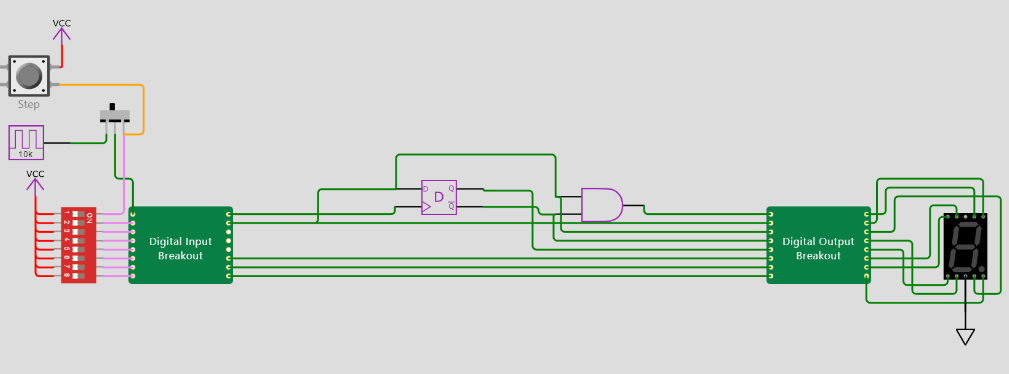 VCC
Step
10k
VCC
ON
1
2
3
4
5
6
7
8
Digital Input
Breakout
D
D
Q
Q
Digital Output
Breakout